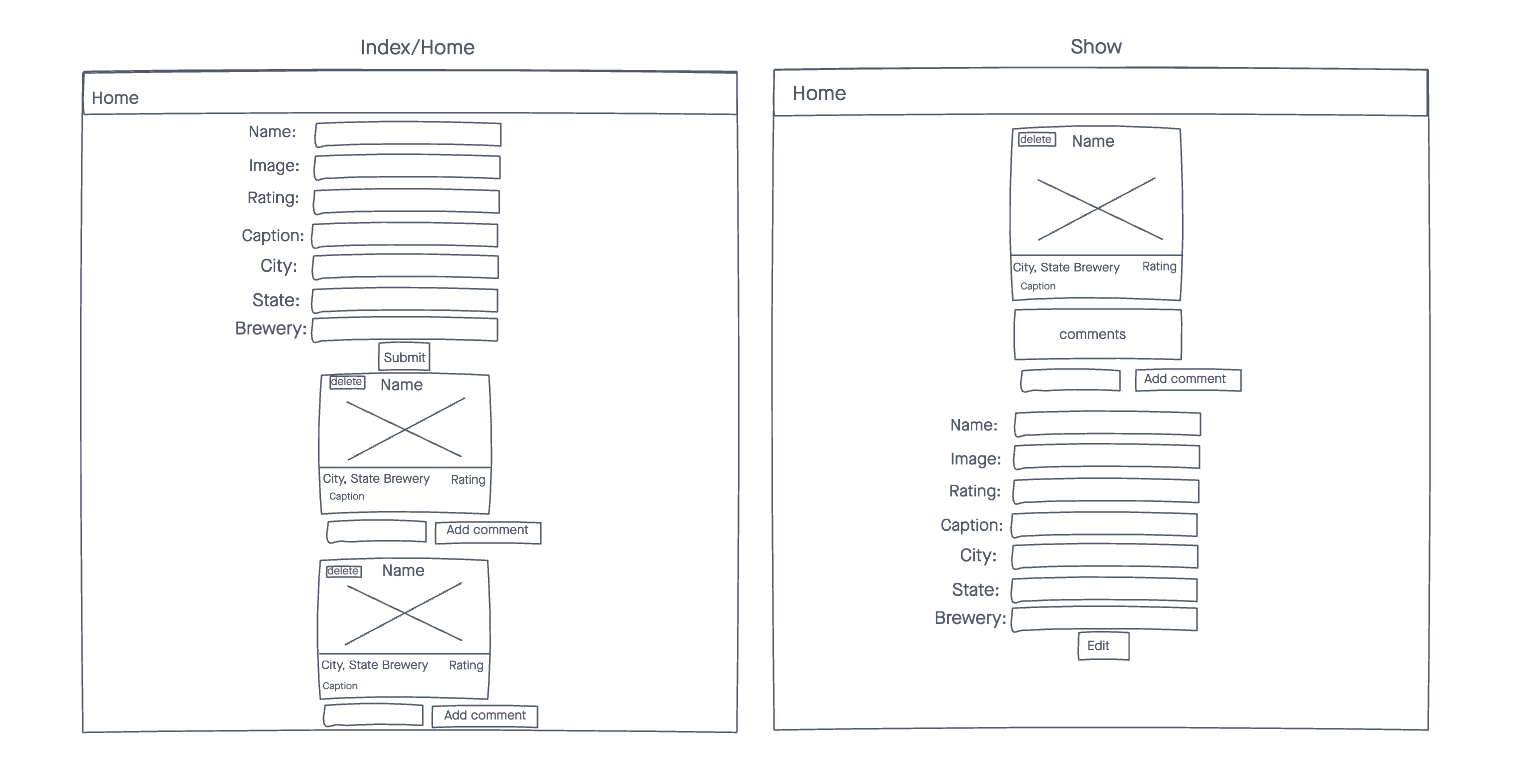 Index/Home
Home
Name:
Image:
Rating:
Caption:
City:
State:
Brewery:
Submit
delete Name
City, State Brewery Rating
Caption
Add comment
delete Name
City, State Brewery Rating
Caption
Add comment
Show
Home
delete Name
City, State Brewery Rating
Caption
comments
Add comment
Name:
Image:
Rating:
Caption:
City:
State:
Brewery:
Edit